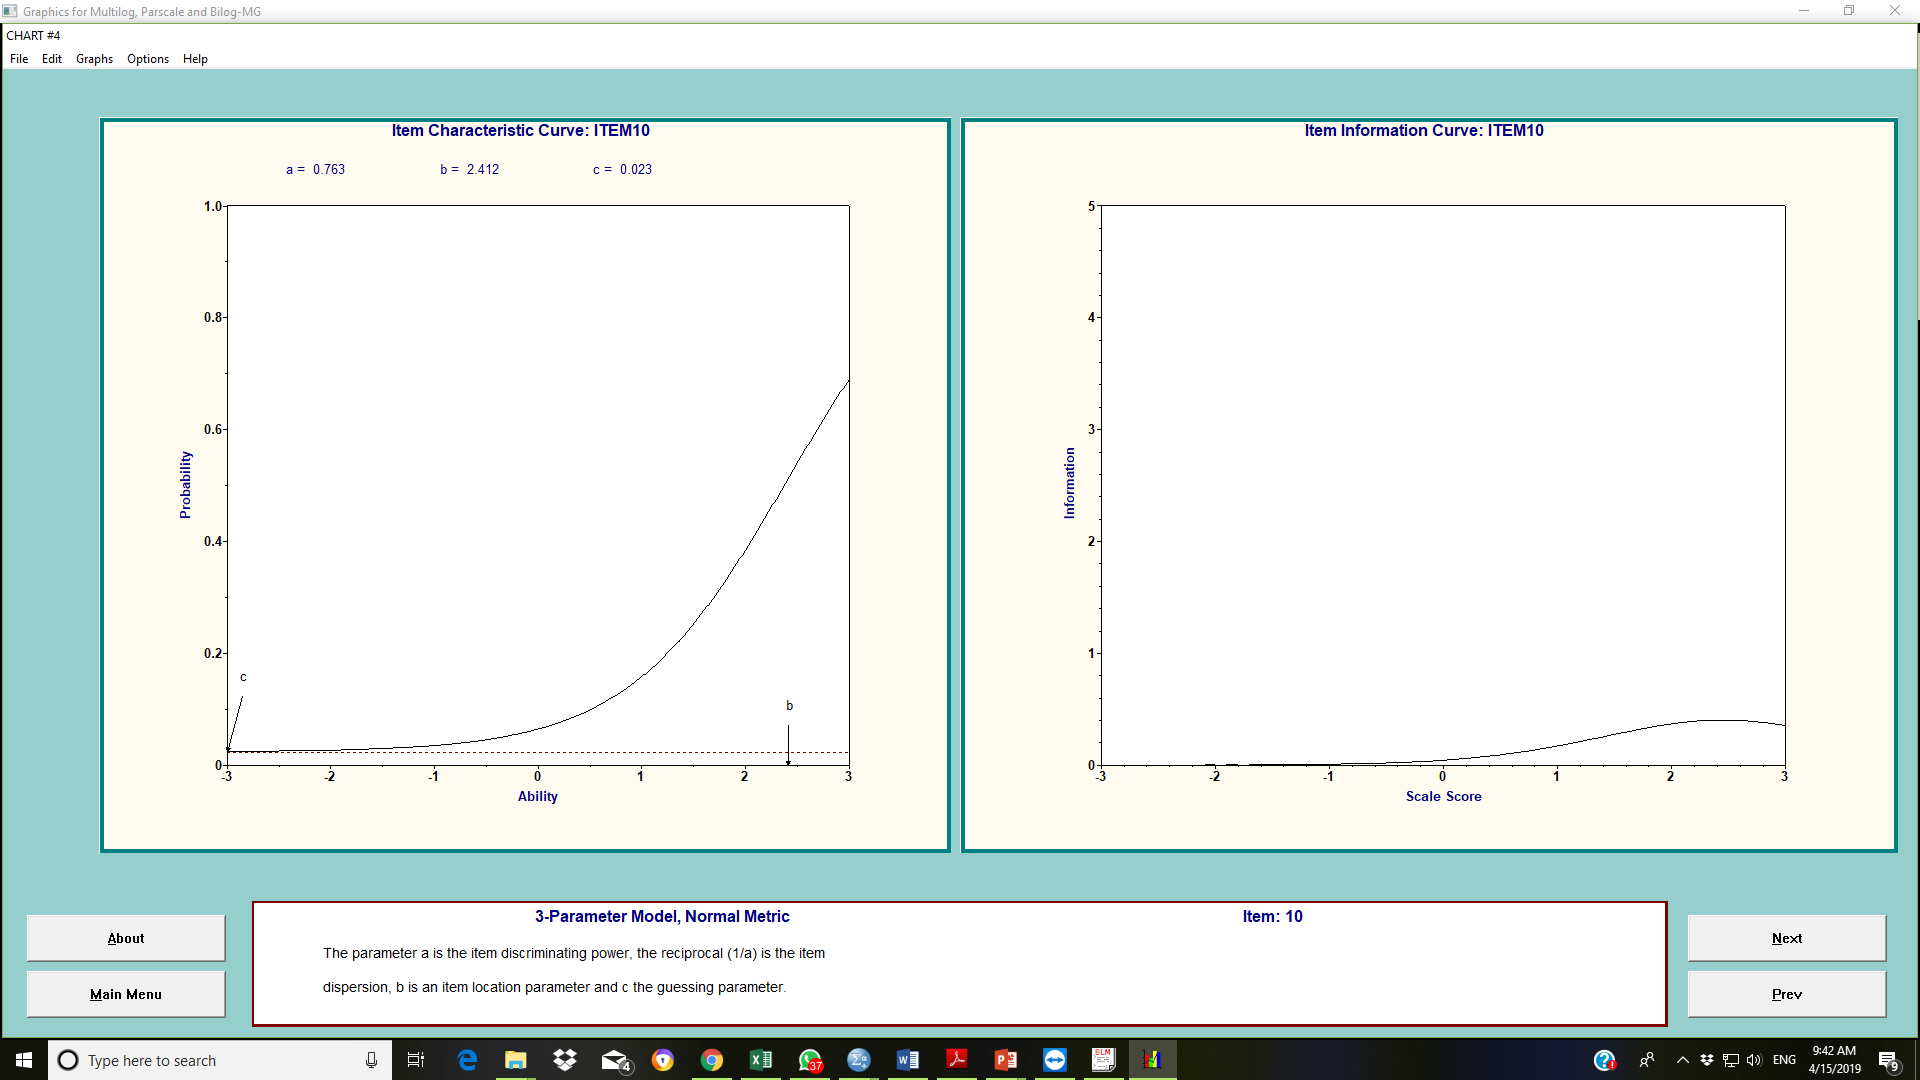 Graphics for Multilog, Parscale and Bilog-MG
CHART #4
File Edit Graphs Options Help
Item Characteristic Curve: ITEM10
a = 0.763 b = 2.412 c = 0.023
1.0
0.8
0.6
0.4
0.2
0
Probability
c
b
-3 -2 -1 0 1 2 3
Ability
Item Information Curve: ITEM10
5
4
3
2
1
0
Information
-3 -2 -1 0 1 2 3
Scale Score
About
Main Menu
3-Parameter Model, Normal Metric Item: 10
The parameter a is the item discriminating power, the reciprocal (1/a) is the item
dispersion, b is an item location parameter and c the guessing parameter.
Next
Prev
Type here to search
4
37
BLM
ENG
9:42 AM
4/15/2019
9